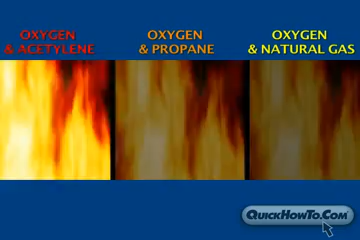 OXYGEN
& ACETYLENE
OXYGEN
& PROPANE
OXYGEN
& NATURAL GAS
QUICKHOWTO.COM